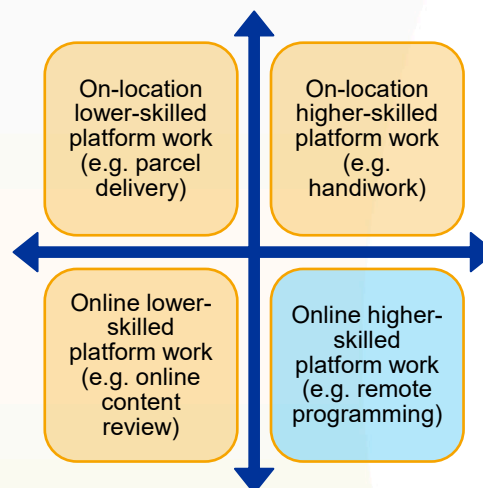 On-location
lower-skilled
platform work
(e.g. parcel
delivery)
On-location
higher-skilled
platform work
(e.g.
handiwork)
Online lower-
skilled
platform work
(e.g. online
content
review)
Online higher-
skilled
platform work
(e.g. remote
programming)